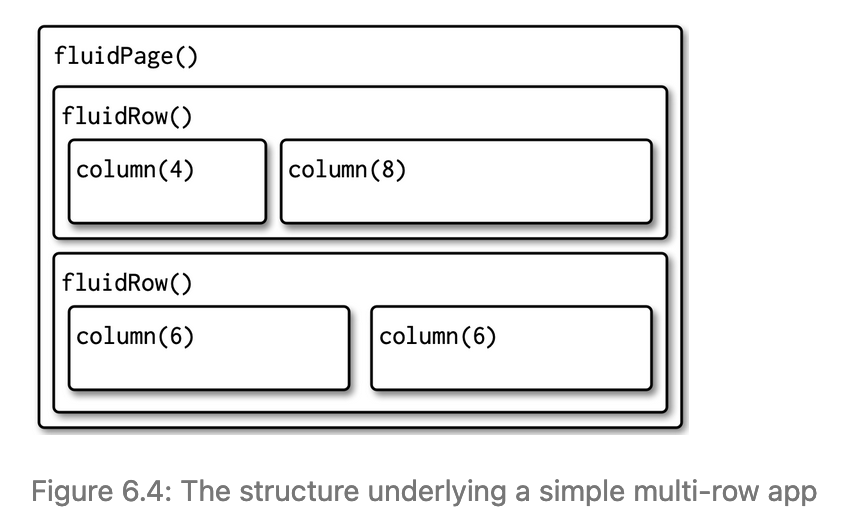 fluidPage()
fluidRow()
column(4) column(8)
fluidRow()
column(6) column(6)
Figure 6.4: The structure underlying a simple multi-row app